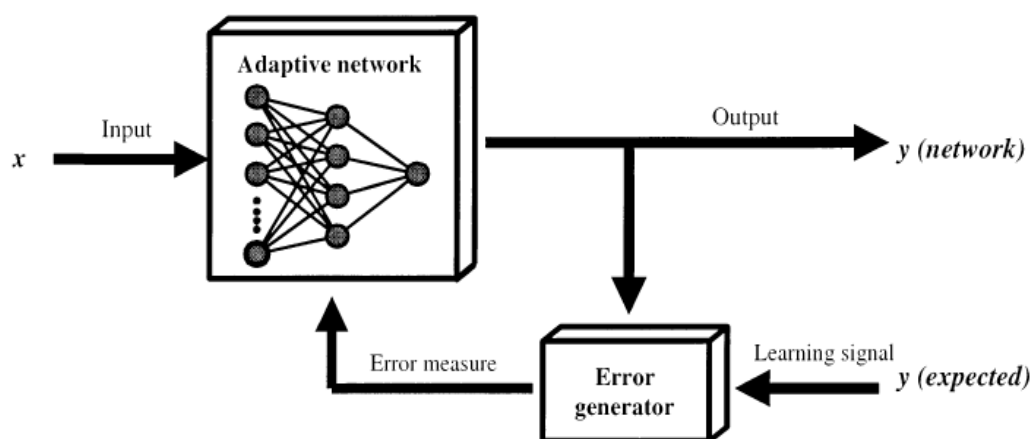 Adaptive network
Input
x
Output
y (network)
Error measure
Error
generator
Learning signal
y (expected)